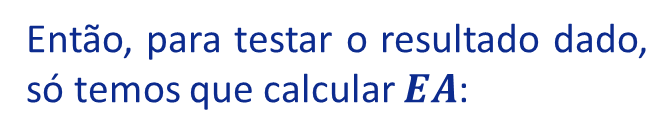 Então, para testar o resultado dado,
só temos que calcular EA: